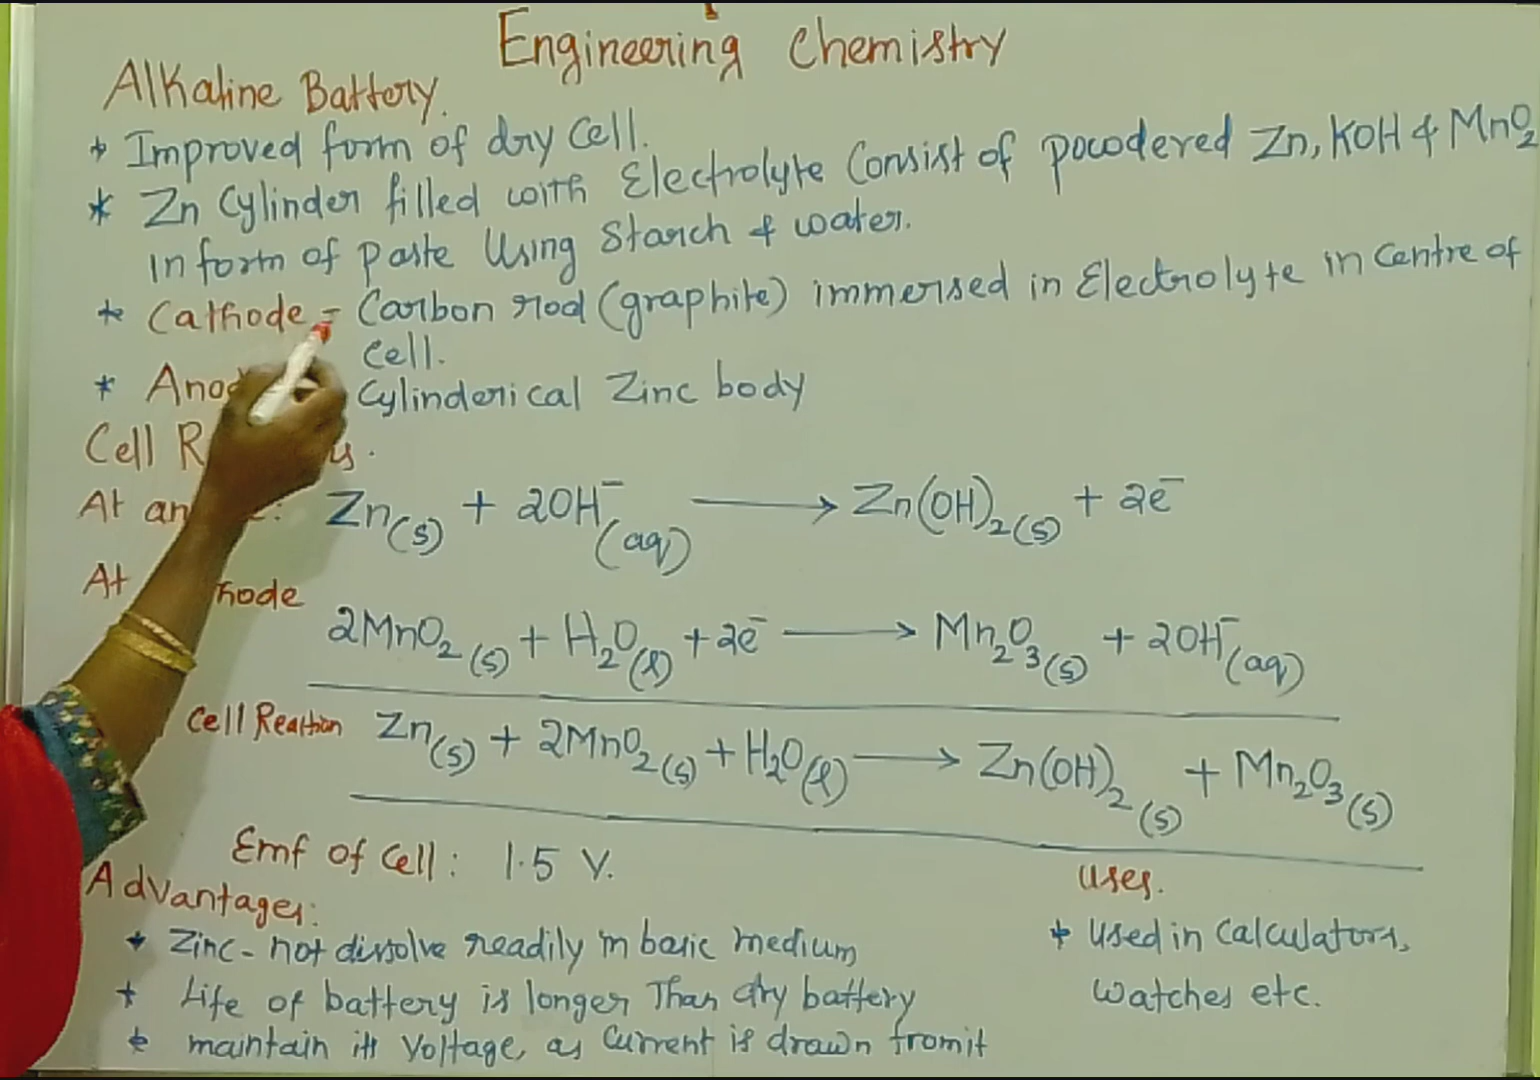 Engineering Chemistry
Alkaline Battery.
* Improved form of dry cell.
* Zn Cylinder filled with Electrolyte Consist of powdered Zn, KOH & MnO₂
in form of paste Using Starch & water.
* Cathode - Carbon rod (graphite) immersed in Electrolyte in centre of
cell.
* Ano Cylinderical Zinc body
Cell R s.
At an : Zn(s) + 2OH⁻(aq) → Zn(OH)₂(s) + 2e⁻
At hode
2MnO₂(s) + H₂O(l) + 2e⁻ → Mn₂O₃(s) + 2OH⁻(aq)
Cell Reaction Zn(s) + 2MnO₂(s) + H₂O(l) → Zn(OH)₂(s) + Mn₂O₃(s)
Emf of Cell: 1.5 V.
Advantages:
* Zinc - not dissolve readily in basic medium
* Life of battery is longer Than dry battery
* maintain its Voltage, as Current is drawn from it
Uses.
* Used in Calculators,
Watches etc.